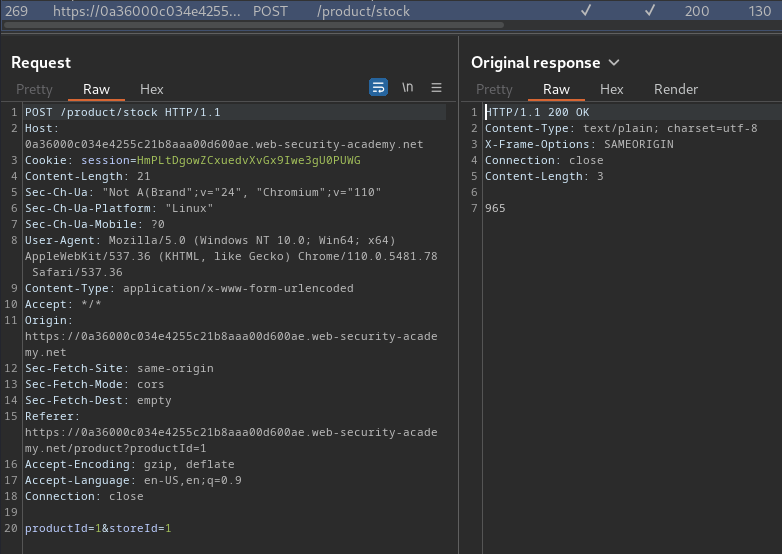 269 https://0a36000c034e4255... POST /product/stock ✓ ✓ 200 130
Request
Pretty Raw Hex \n
1 POST /product/stock HTTP/1.1
2 Host:
0a36000c034e4255c21b8aaa00d600ae.web-security-academy.net
3 Cookie: session=HmPLtDgowZCxuedvXvGx9Iwe3gU0PUWG
4 Content-Length: 21
5 Sec-Ch-Ua: "Not A(Brand";v="24", "Chromium";v="110"
6 Sec-Ch-Ua-Platform: "Linux"
7 Sec-Ch-Ua-Mobile: ?0
8 User-Agent: Mozilla/5.0 (Windows NT 10.0; Win64; x64)
AppleWebKit/537.36 (KHTML, like Gecko) Chrome/110.0.5481.78
Safari/537.36
9 Content-Type: application/x-www-form-urlencoded
10 Accept: */*
11 Origin:
https://0a36000c034e4255c21b8aaa00d600ae.web-security-acade
my.net
12 Sec-Fetch-Site: same-origin
13 Sec-Fetch-Mode: cors
14 Sec-Fetch-Dest: empty
15 Referer:
https://0a36000c034e4255c21b8aaa00d600ae.web-security-acade
my.net/product?productId=1
16 Accept-Encoding: gzip, deflate
17 Accept-Language: en-US,en;q=0.9
18 Connection: close
19
20 productId=1&storeId=1
Original response
Pretty Raw Hex Render
1 HTTP/1.1 200 OK
2 Content-Type: text/plain; charset=utf-8
3 X-Frame-Options: SAMEORIGIN
4 Connection: close
5 Content-Length: 3
6
7 965